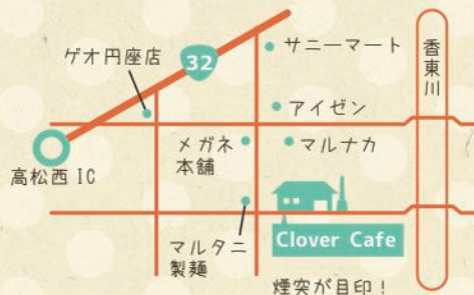 サニーマート
香東川
ゲオ円座店
32
アイゼン
メガネ
本舗
マルナカ
高松西 IC
マルタニ
製麺
Clover Cafe
煙突が目印！